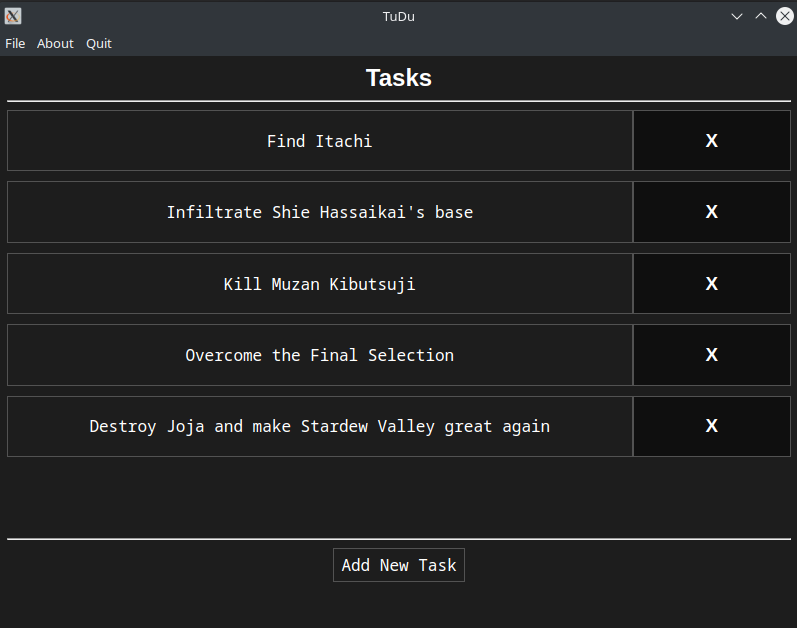 TuDu
File About Quit
Tasks
Find Itachi X
Infiltrate Shie Hassaikai's base X
Kill Muzan Kibutsuji X
Overcome the Final Selection X
Destroy Joja and make Stardew Valley great again X
Add New Task